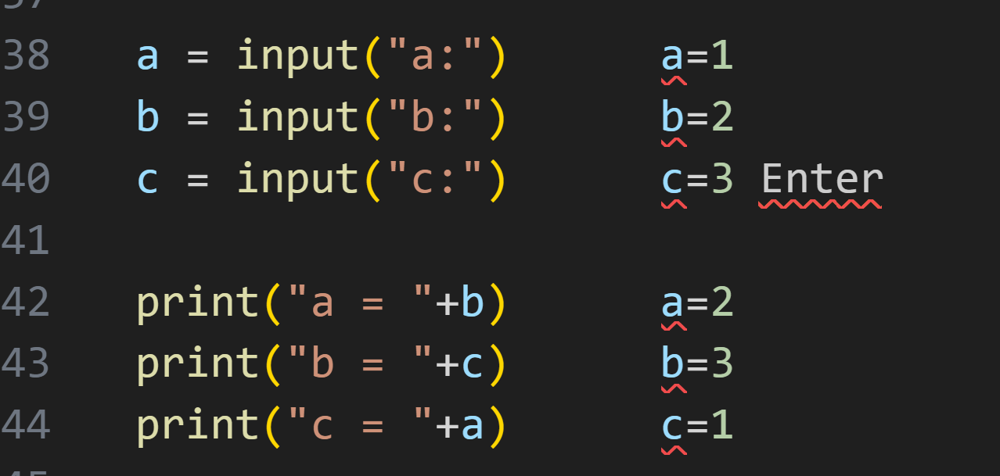 38 a = input("a:") a=1
39 b = input("b:") b=2
40 c = input("c:") c=3 Enter
41
42 print("a = "+b) a=2
43 print("b = "+c) b=3
44 print("c = "+a) c=1